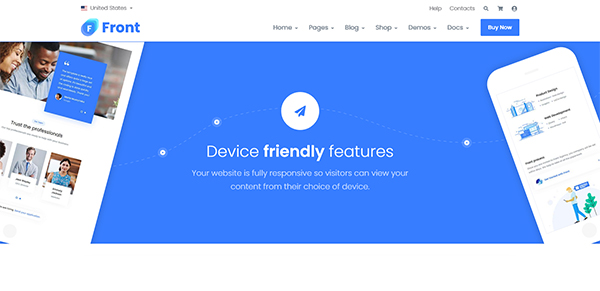 United States
Help Contacts
Front
Home Pages Blog Shop Demos Docs Buy Now
Trust the professionals
Product Design
Web Development
Device friendly features
Your website is fully responsive so visitors can view your
content from their choice of device.